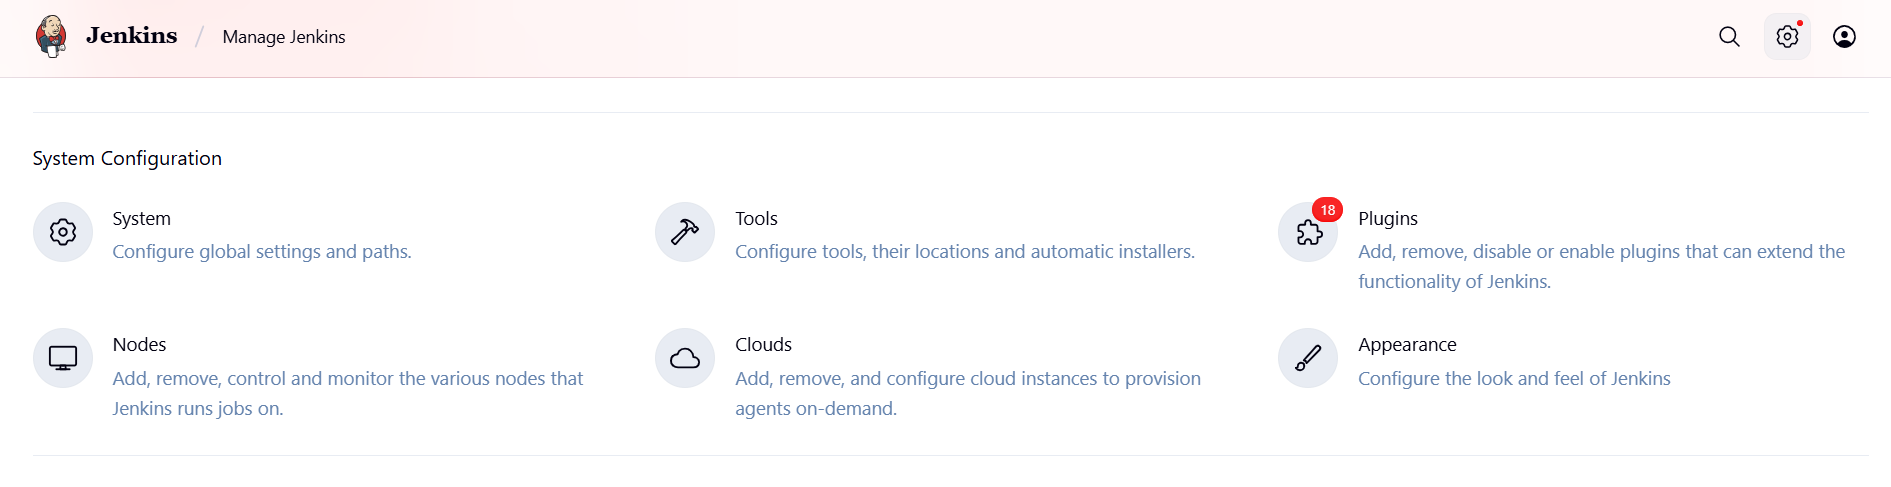 Jenkins / Manage Jenkins
System Configuration
System
Configure global settings and paths.
Tools
Configure tools, their locations and automatic installers.
18
Plugins
Add, remove, disable or enable plugins that can extend the
functionality of Jenkins.
Nodes
Add, remove, control and monitor the various nodes that
Jenkins runs jobs on.
Clouds
Add, remove, and configure cloud instances to provision
agents on-demand.
Appearance
Configure the look and feel of Jenkins